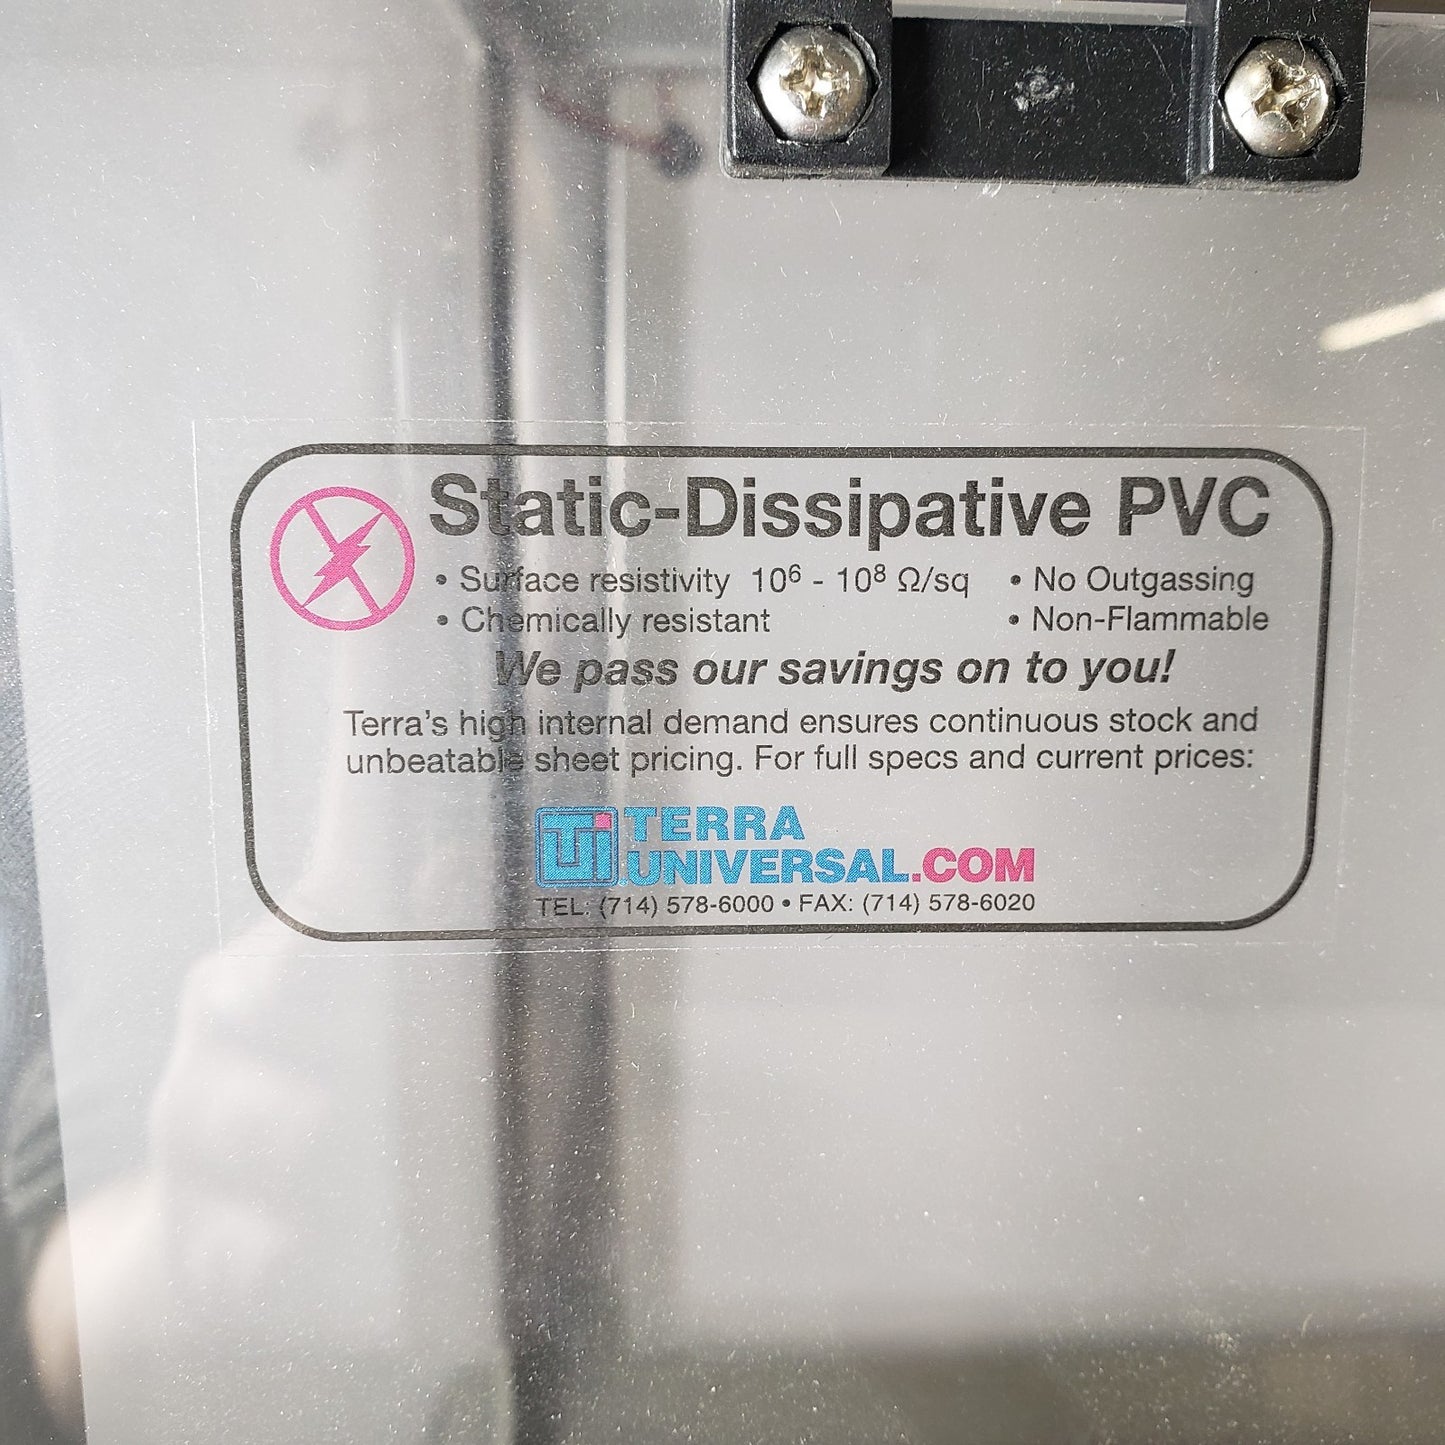 Static-Dissipative PVC
• Surface resistivity 10⁶ - 10⁸ Ω/sq • No Outgassing
• Chemically resistant • Non-Flammable
We pass our savings on to you!
Terra's high internal demand ensures continuous stock and
unbeatable sheet pricing. For full specs and current prices:
TERRA
UNIVERSAL.COM
TEL: (714) 578-6000 • FAX: (714) 578-6020